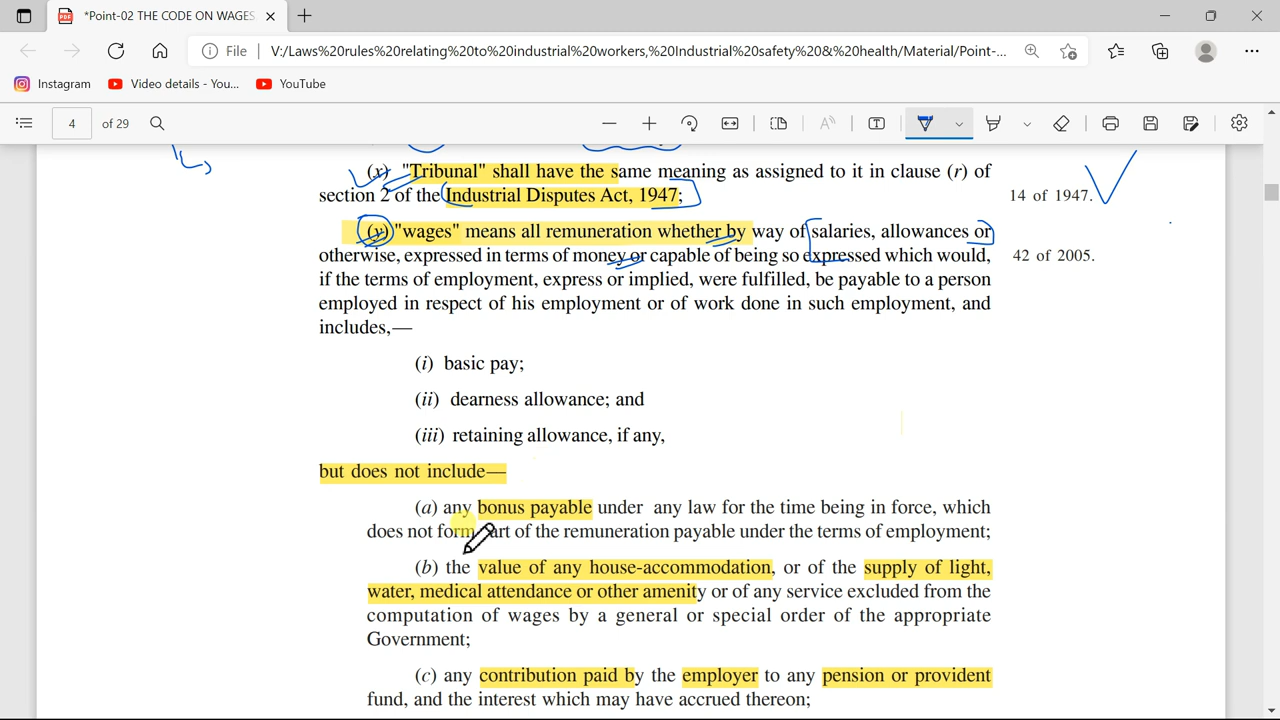 *Point-02 THE CODE ON WAGES
File
V:/Laws%20rules%20relating%20to%20industrial%20workers,%20Industrial%20safety%20&%20health/Material/Point-...
Instagram
Video details - You...
YouTube
4 of 29
(x) "Tribunal" shall have the same meaning as assigned to it in clause (r) of
section 2 of the Industrial Disputes Act, 1947;
14 of 1947.
(y) "wages" means all remuneration whether by way of salaries, allowances or
otherwise, expressed in terms of money or capable of being so expressed which would,
42 of 2005.
if the terms of employment, express or implied, were fulfilled, be payable to a person
employed in respect of his employment or of work done in such employment, and
includes,—
(i) basic pay;
(ii) dearness allowance; and
(iii) retaining allowance, if any,
but does not include—
(a) any bonus payable under any law for the time being in force, which
does not form part of the remuneration payable under the terms of employment;
(b) the value of any house-accommodation, or of the supply of light,
water, medical attendance or other amenity or of any service excluded from the
computation of wages by a general or special order of the appropriate
Government;
(c) any contribution paid by the employer to any pension or provident
fund, and the interest which may have accrued thereon;